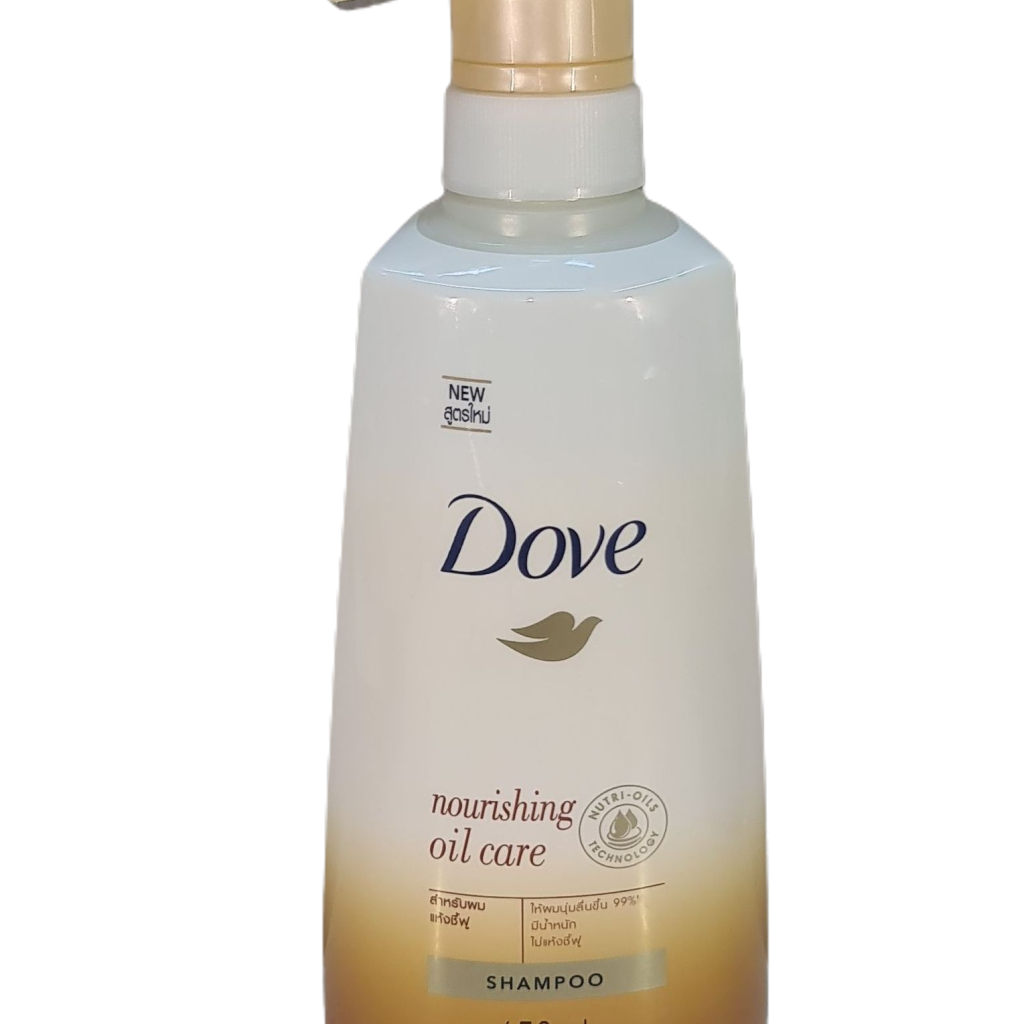 NEW
สูตรใหม่
Dove
nourishing
oil care
NUTRI-OILS
TECHNOLOGY
สำหรับผม
แห้งชี้ฟู
ให้ผมนุ่มลื่นขึ้น 99%
มีน้ำหนัก
ไม่แห้งชี้ฟู
SHAMPOO